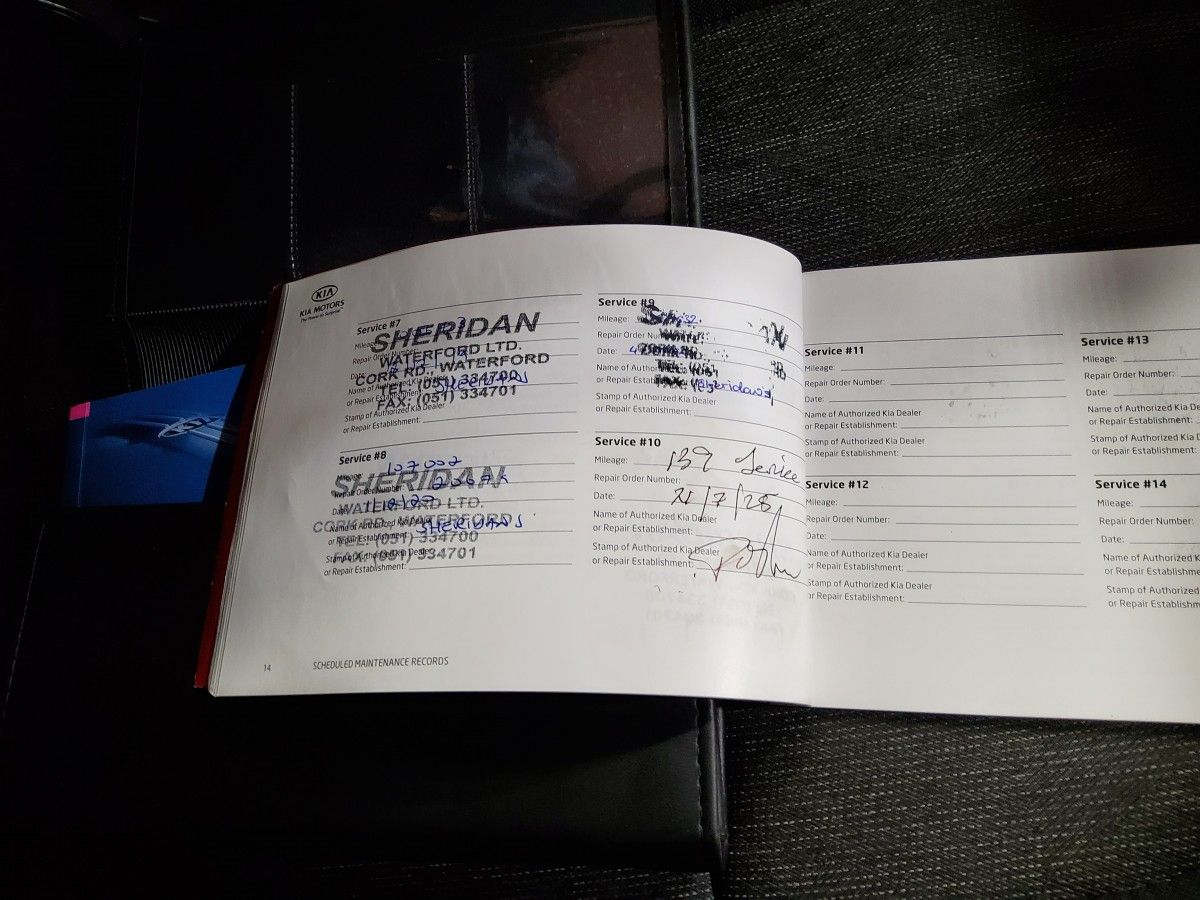 KIA
KIA MOTORS
The Power to Surprise
Service #7
Mileage:
Repair Order Number:
Date:
Name of Authorized Kia Dealer
or Repair Establishment:
SHERIDAN
WATERFORD LTD.
CORK RD., WATERFORD
TEL: (051) 334700
FAX: (051) 334701
SHERIDANS
Stamp of Authorized Kia Dealer
or Repair Establishment:
Service #8
Mileage: 107002
Repair Order Number:
Date:
Name of Authorized Kia Dealer
or Repair Establishment: SHERIDANS
SHERIDAN
WATERFORD LTD.
CORK RD., WATERFORD
TEL: (051) 334700
FAX: (051) 334701
Stamp of Authorized Kia Dealer
or Repair Establishment:
14 SCHEDULED MAINTENANCE RECORDS
Service #9
Mileage:
Repair Order Number:
Date:
Name of Authorized Kia Dealer
or Repair Establishment: Sheridan's
Stamp of Authorized Kia Dealer
or Repair Establishment:
Service #10
Mileage: 139 Service
Repair Order Number:
Date: 21/7/25
Name of Authorized Kia Dealer
or Repair Establishment:
Stamp of Authorized Kia Dealer
or Repair Establishment:
Service #11
Mileage:
Repair Order Number:
Date:
Name of Authorized Kia Dealer
or Repair Establishment:
Stamp of Authorized Kia Dealer
or Repair Establishment:
Service #12
Mileage:
Repair Order Number:
Date:
Name of Authorized Kia Dealer
or Repair Establishment:
Stamp of Authorized Kia Dealer
or Repair Establishment:
Service #13
Mileage:
Repair Order Number:
Date:
Name of Authorized Kia
or Repair Establishment
Stamp of Authorized Kia
or Repair Establishment
Service #14
Mileage:
Repair Order Number:
Date:
Name of Authorized K
or Repair Establishme
Stamp of Authorized
or Repair Establishm